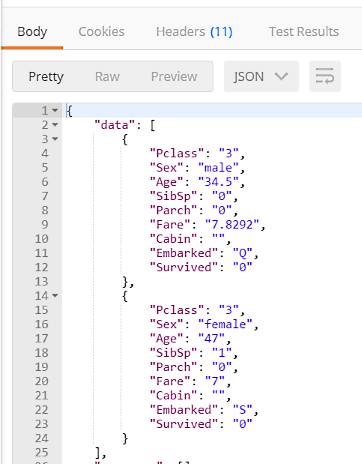 Body Cookies Headers (11) Test Results
Pretty Raw Preview JSON
1 {
2 "data": [
3 {
4 "Pclass": "3",
5 "Sex": "male",
6 "Age": "34.5",
7 "SibSp": "0",
8 "Parch": "0",
9 "Fare": "7.8292",
10 "Cabin": "",
11 "Embarked": "Q",
12 "Survived": "0"
13 },
14 {
15 "Pclass": "3",
16 "Sex": "female",
17 "Age": "47",
18 "SibSp": "1",
19 "Parch": "0",
20 "Fare": "7",
21 "Cabin": "",
22 "Embarked": "S",
23 "Survived": "0"
24 }
25 ],